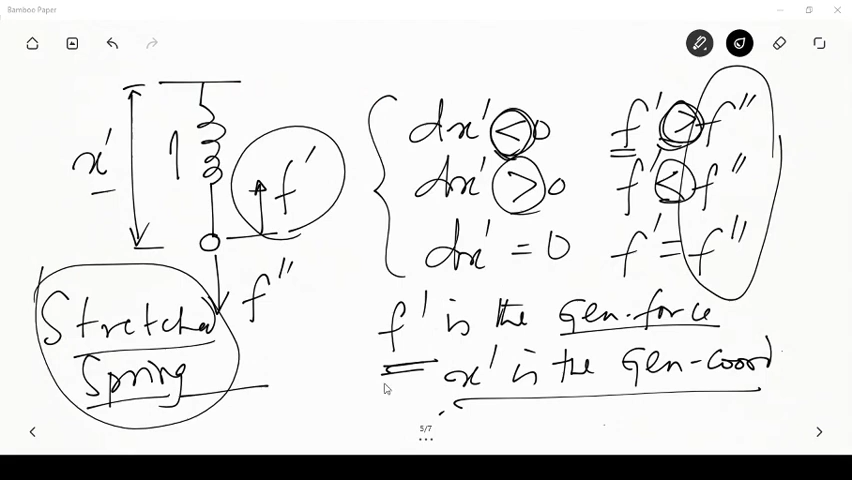 Bamboo Paper
x'
1
f'
f"
Stretched
Spring
dx' < 0 f' > f"
dx' > 0 f' < f"
dx' = 0 f' = f"
f' is the Gen-force
x' is the Gen-coord
5/7